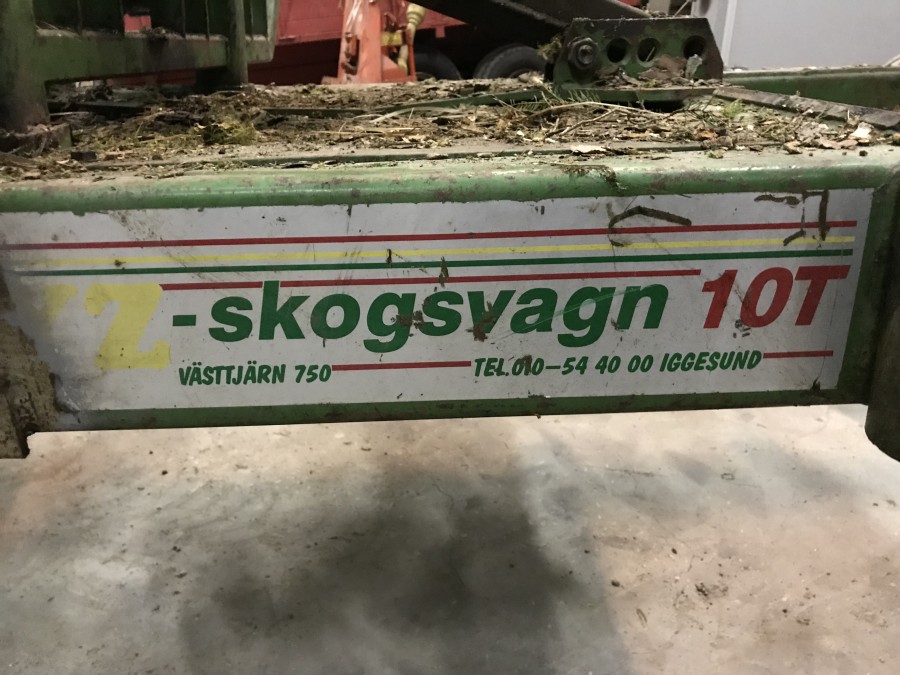 Z-skogsvagn 10T
VÄSTTJÄRN 750 TEL.010-54 40 00 IGGESUND